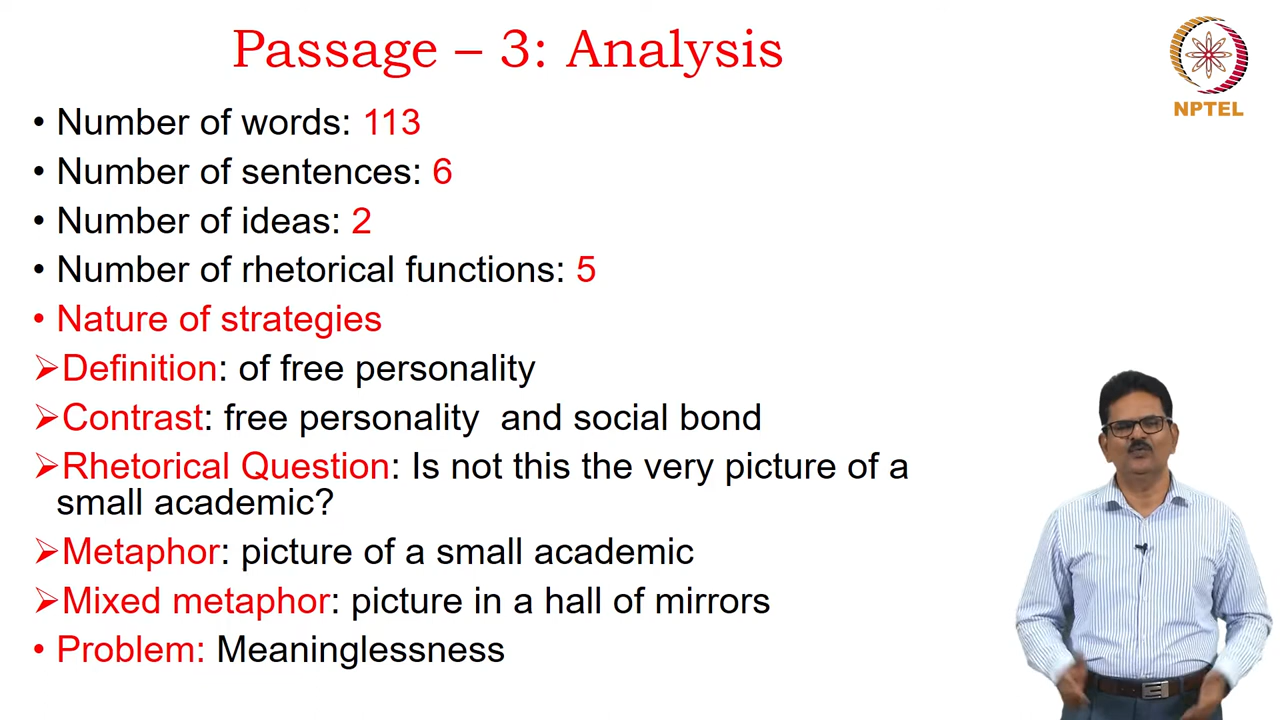 Passage – 3: Analysis
NPTEL
• Number of words: 113
• Number of sentences: 6
• Number of ideas: 2
• Number of rhetorical functions: 5
• Nature of strategies
➢Definition: of free personality
➢Contrast: free personality and social bond
➢Rhetorical Question: Is not this the very picture of a
small academic?
➢Metaphor: picture of a small academic
➢Mixed metaphor: picture in a hall of mirrors
• Problem: Meaninglessness